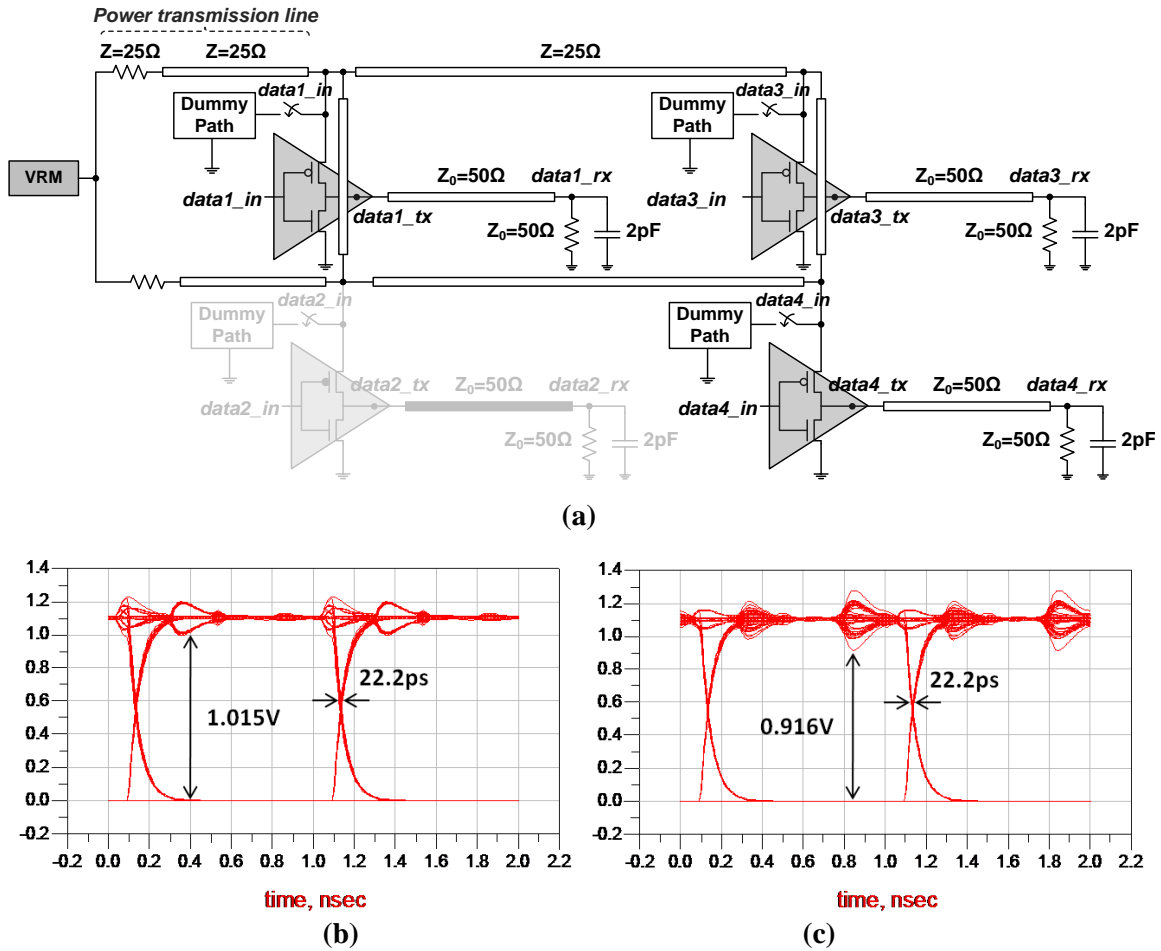 Power transmission line
Z=25Ω Z=25Ω Z=25Ω
data1_in data3_in
Dummy Path Dummy Path
VRM
data1_in Z₀=50Ω data1_rx data3_in Z₀=50Ω data3_rx
data1_tx data3_tx
Z₀=50Ω 2pF Z₀=50Ω 2pF
data2_in data4_in
Dummy Path Dummy Path
data2_tx Z₀=50Ω data2_rx data4_tx Z₀=50Ω data4_rx
data2_in data4_in
Z₀=50Ω 2pF Z₀=50Ω 2pF
(a)
1.4
1.2
1.0
0.8
0.6
0.4
0.2
0.0
-0.2
22.2ps
1.015V
-0.2 0.0 0.2 0.4 0.6 0.8 1.0 1.2 1.4 1.6 1.8 2.0 2.2
time, nsec
(b)
1.4
1.2
1.0
0.8
0.6
0.4
0.2
0.0
-0.2
22.2ps
0.916V
-0.2 0.0 0.2 0.4 0.6 0.8 1.0 1.2 1.4 1.6 1.8 2.0 2.2
time, nsec
(c)